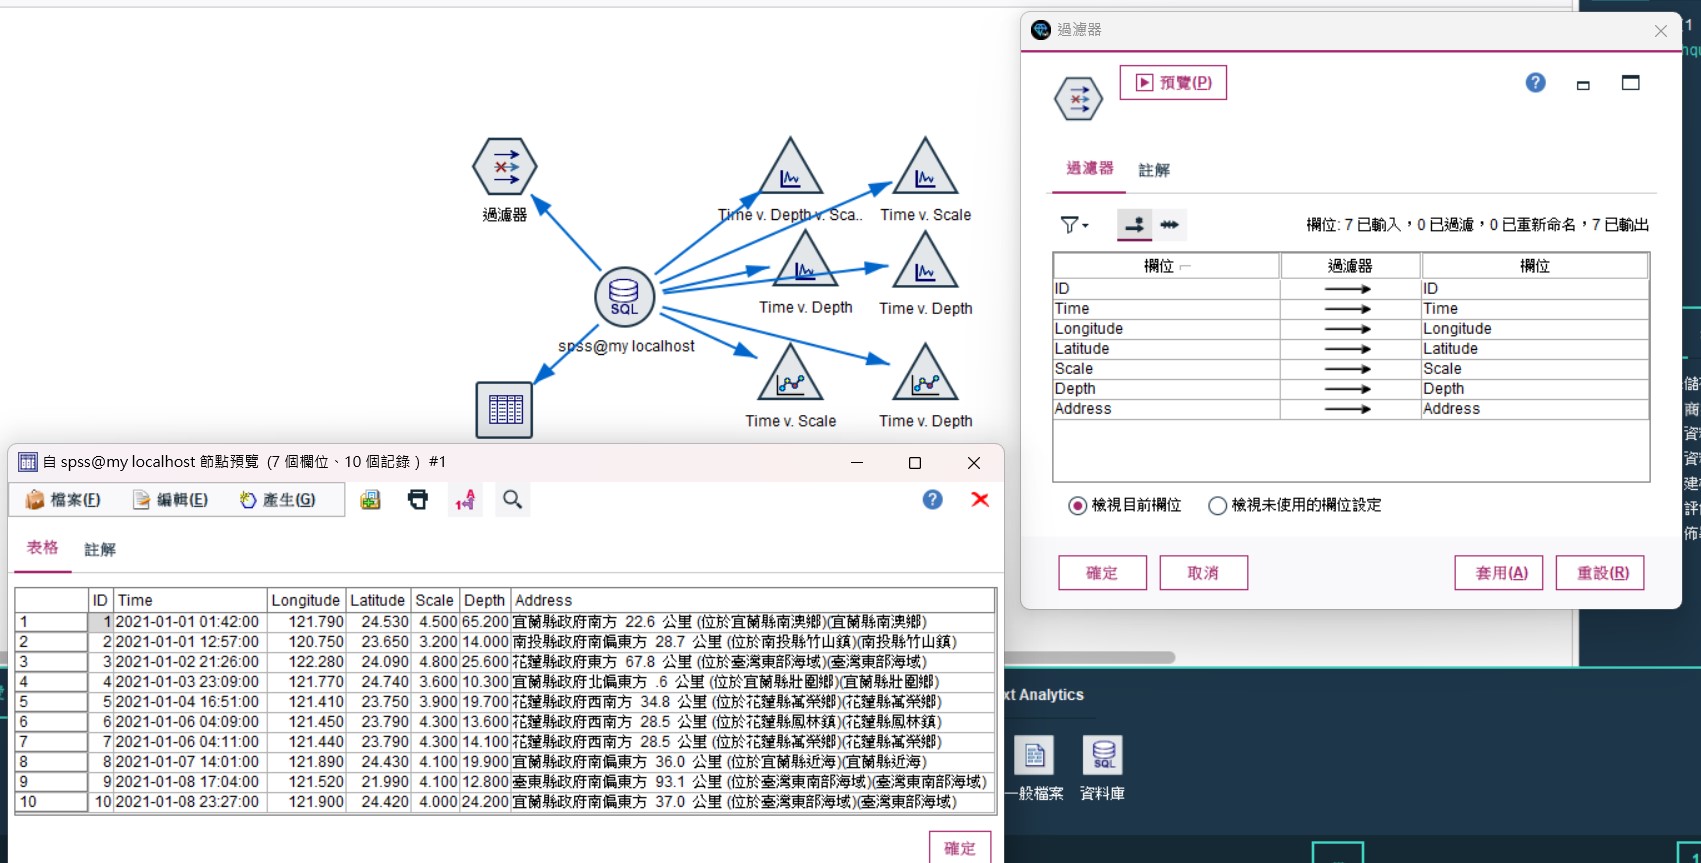 過濾器
Time v. Depth v. Sca..
Time v. Scale
Time v. Depth
Time v. Depth
SQL
spss@my localhost
Time v. Scale
Time v. Depth
自 spss@my localhost 節點預覽 (7 個欄位、10 個記錄) #1
檔案(F) 編輯(E) 產生(G)
表格 註解
ID Time Longitude Latitude Scale Depth Address
1 1 2021-01-01 01:42:00 121.790 24.530 4.500 65.200 宜蘭縣政府南方 22.6 公里 (位於宜蘭縣南澳鄉)(宜蘭縣南澳鄉)
2 2 2021-01-01 12:57:00 120.750 23.650 3.200 14.000 南投縣政府南偏東方 28.7 公里 (位於南投縣竹山鎮)(南投縣竹山鎮)
3 3 2021-01-02 21:26:00 122.280 24.090 4.800 25.600 花蓮縣政府東方 67.8 公里 (位於臺灣東部海域)(臺灣東部海域)
4 4 2021-01-03 23:09:00 121.770 24.740 3.600 10.300 宜蘭縣政府北偏東方 .6 公里 (位於宜蘭縣壯圍鄉)(宜蘭縣壯圍鄉)
5 5 2021-01-04 16:51:00 121.410 23.750 3.900 19.700 花蓮縣政府西南方 34.8 公里 (位於花蓮縣萬榮鄉)(花蓮縣萬榮鄉)
6 6 2021-01-06 04:09:00 121.450 23.790 4.300 13.600 花蓮縣政府西南方 28.5 公里 (位於花蓮縣鳳林鎮)(花蓮縣鳳林鎮)
7 7 2021-01-06 04:11:00 121.440 23.790 4.300 14.100 花蓮縣政府西南方 28.5 公里 (位於花蓮縣萬榮鄉)(花蓮縣萬榮鄉)
8 8 2021-01-07 14:01:00 121.890 24.430 4.100 19.900 宜蘭縣政府南偏東方 36.0 公里 (位於宜蘭縣近海)(宜蘭縣近海)
9 9 2021-01-08 17:04:00 121.520 21.990 4.100 12.800 臺東縣政府南偏東方 93.1 公里 (位於臺灣東南部海域)(臺灣東南部海域)
10 10 2021-01-08 23:27:00 121.900 24.420 4.000 24.200 宜蘭縣政府南偏東方 37.0 公里 (位於臺灣東部海域)(臺灣東部海域)
確定
過濾器
預覽(P)
過濾器 註解
欄位: 7 已輸入，0 已過濾，0 已重新命名，7 已輸出
欄位 過濾器 欄位
ID ID
Time Time
Longitude Longitude
Latitude Latitude
Scale Scale
Depth Depth
Address Address
檢視目前欄位 檢視未使用的欄位設定
確定 取消 套用(A) 重設(R)
xt Analytics
SQL
一般檔案 資料庫